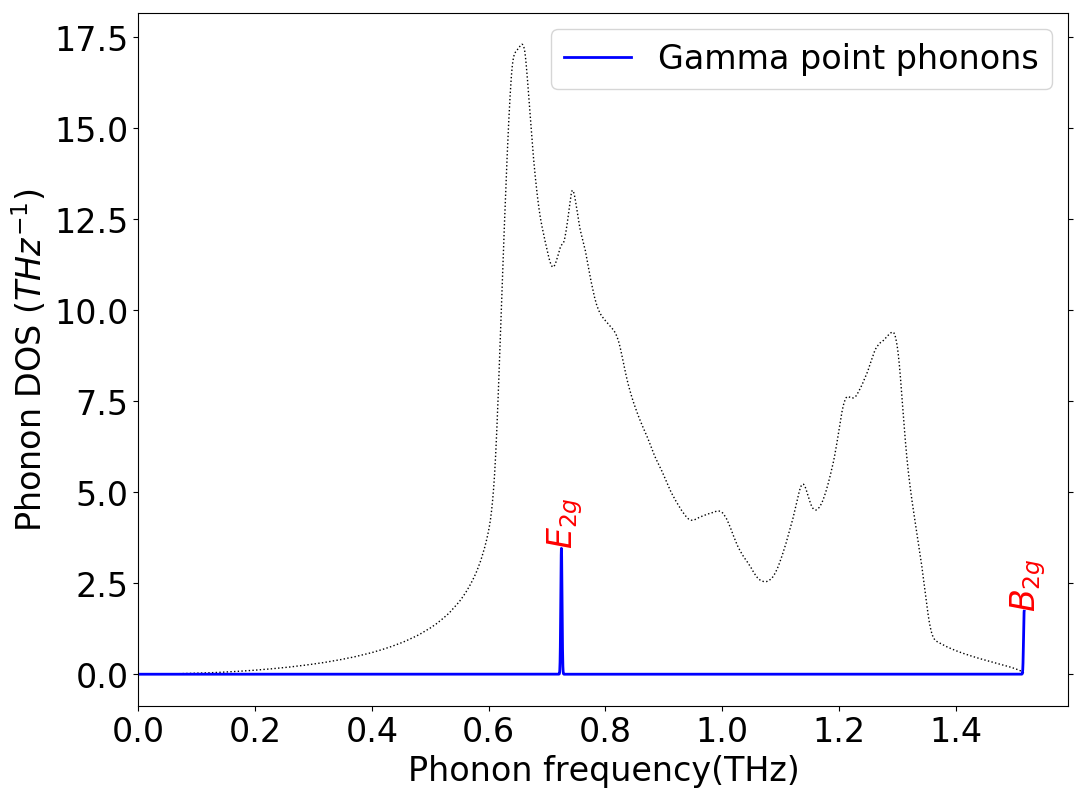 Gamma point phonons
17.5
15.0
12.5
10.0
7.5
5.0
2.5
0.0
Phonon DOS (THz⁻¹)
E₂g
B₂g
0.0 0.2 0.4 0.6 0.8 1.0 1.2 1.4
Phonon frequency(THz)